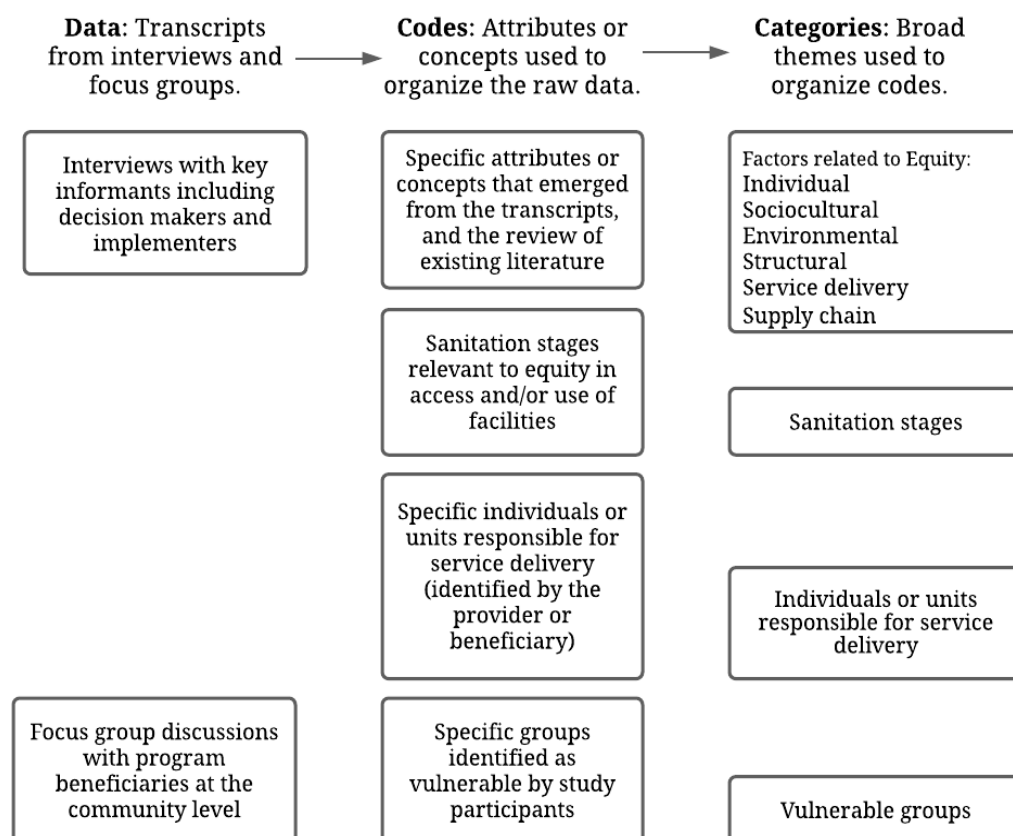 Data: Transcripts
from interviews and
focus groups.
Codes: Attributes or
concepts used to
organize the raw data.
Categories: Broad
themes used to
organize codes.
Interviews with key
informants including
decision makers and
implementers
Focus group discussions
with program
beneficiaries at the
community level
Specific attributes or
concepts that emerged
from the transcripts,
and the review of
existing literature
Sanitation stages
relevant to equity in
access and/or use of
facilities
Specific individuals or
units responsible for
service delivery
(identified by the
provider or
beneficiary)
Specific groups
identified as
vulnerable by study
participants
Factors related to Equity:
Individual
Sociocultural
Environmental
Structural
Service delivery
Supply chain
Sanitation stages
Individuals or units
responsible for service
delivery
Vulnerable groups